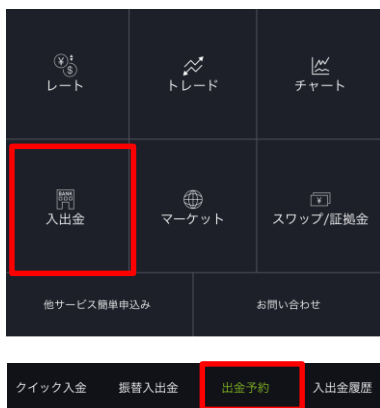 レート
トレード
チャート
BANK
入出金
マーケット
スワップ/証拠金
他サービス簡単申込み
お問い合わせ
クイック入金 振替入出金 出金予約 入出金履歴